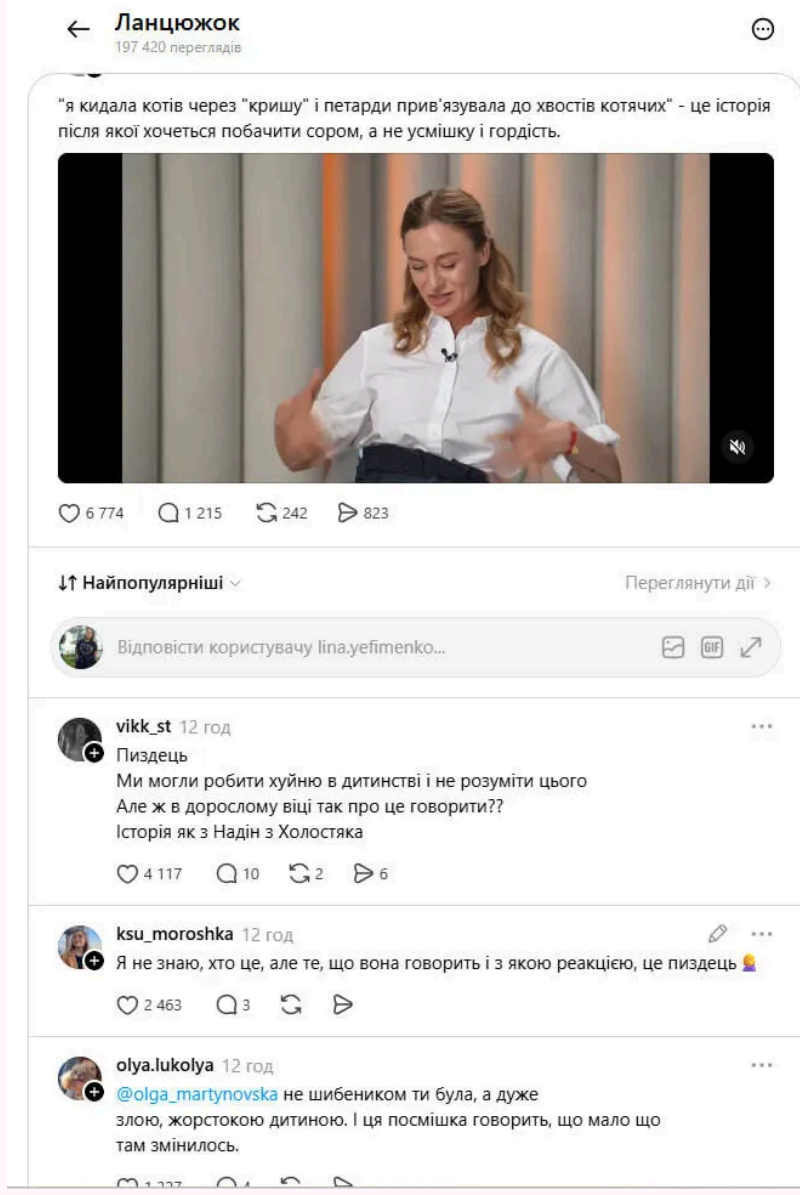 Ланцюжок
197 420 переглядів
"я кидала котів через "кришу" і петарди прив'язувала до хвостів котячих" - це історія
після якої хочеться побачити сором, а не усмішку і гордість.
6 774 1 215 242 823
Найпопулярніші Переглянути дії
Відповісти користувачу lina.yefimenko...
GIF
vikk_st 12 год
Пиздець
Ми могли робити хуйню в дитинстві і не розуміти цього
Але ж в дорослому віці так про це говорити??
Історія як з Надін з Холостяка
4 117 10 2 6
ksu_moroshka 12 год
Я не знаю, хто це, але те, що вона говорить і з якою реакцією, це пиздець 🤦‍♀️
2 463 3
olya.lukolya 12 год
@olga_martynovska не шибеником ти була, а дуже
злою, жорстокою дитиною. І ця посмішка говорить, що мало що
там змінилось.